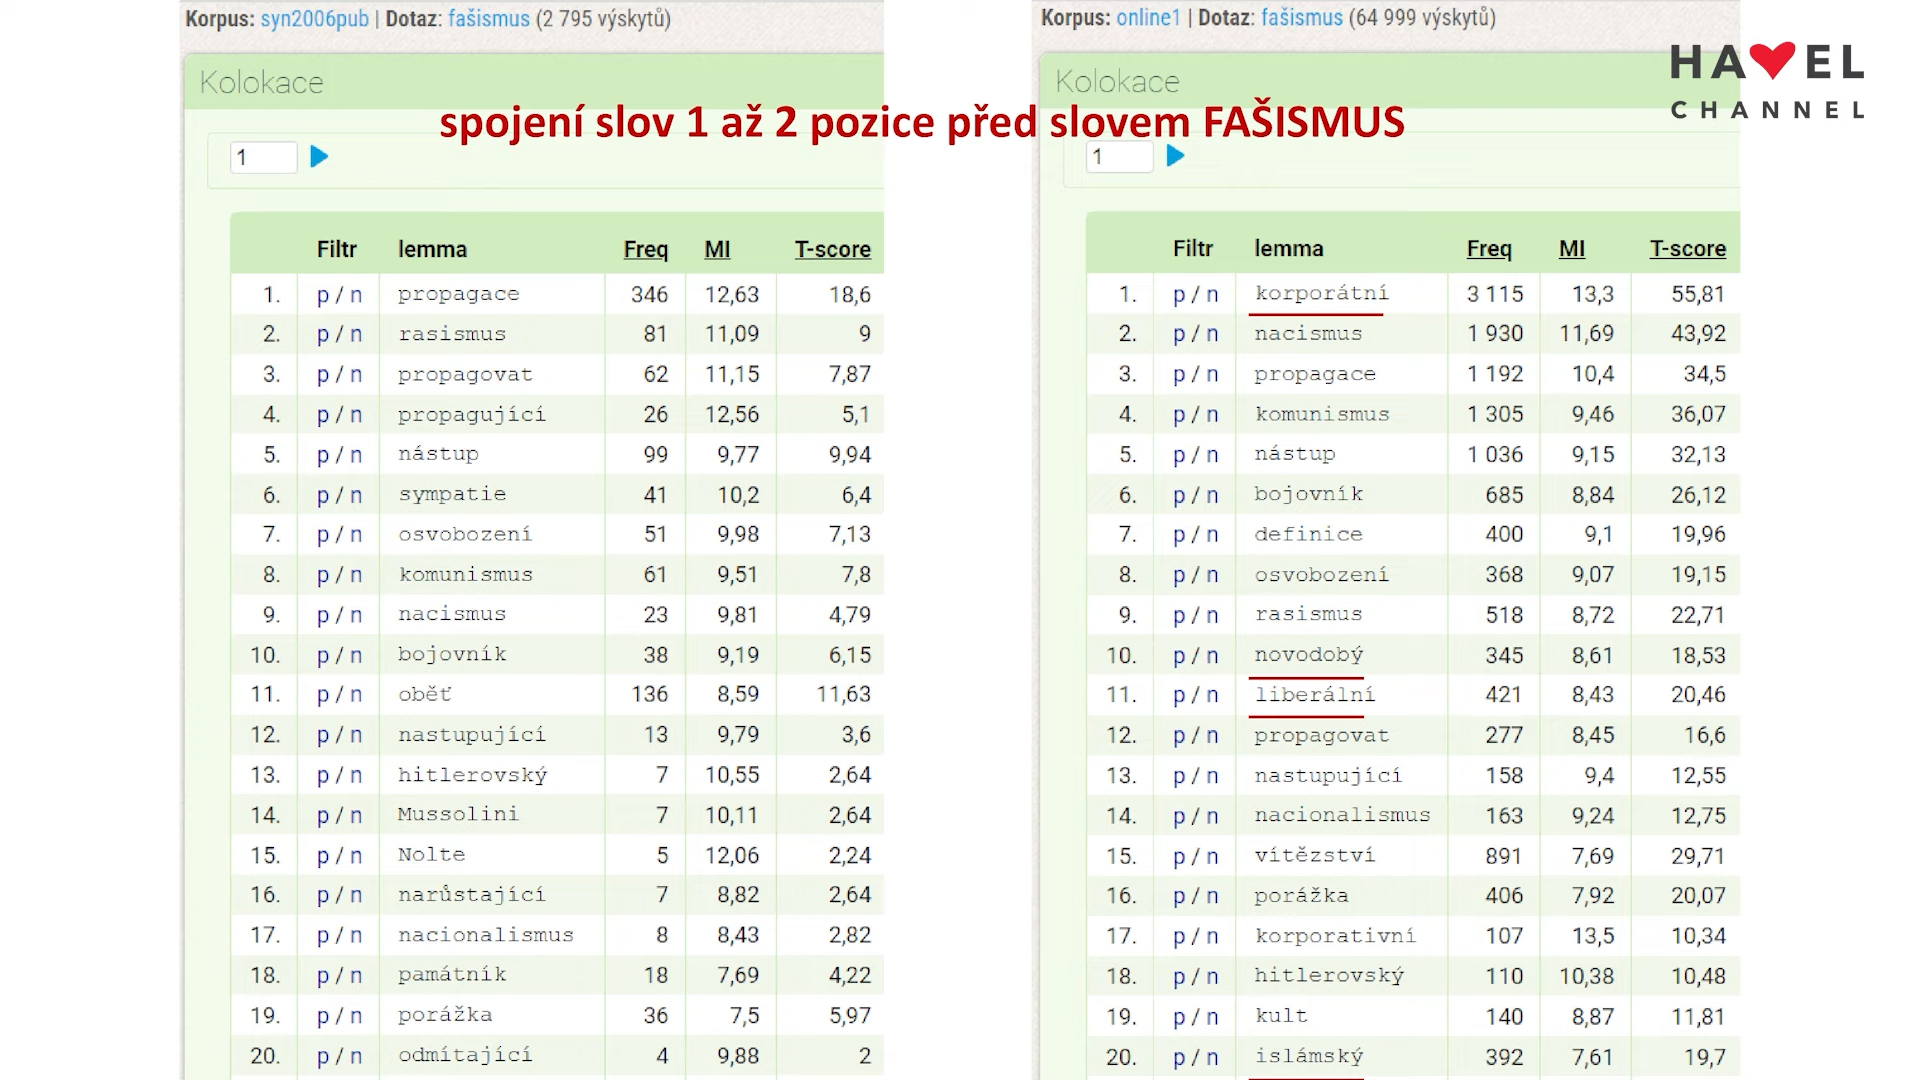 Korpus: syn2006pub | Dotaz: fašismus (2 795 výskytů)
Kolokace
1
Filtr lemma Freq MI T-score
1. p / n propagace 346 12,63 18,6
2. p / n rasismus 81 11,09 9
3. p / n propagovat 62 11,15 7,87
4. p / n propagující 26 12,56 5,1
5. p / n nástup 99 9,77 9,94
6. p / n sympatie 41 10,2 6,4
7. p / n osvobození 51 9,98 7,13
8. p / n komunismus 61 9,51 7,8
9. p / n nacismus 23 9,81 4,79
10. p / n bojovník 38 9,19 6,15
11. p / n oběť 136 8,59 11,63
12. p / n nastupující 13 9,79 3,6
13. p / n hitlerovský 7 10,55 2,64
14. p / n Mussolini 7 10,11 2,64
15. p / n Nolte 5 12,06 2,24
16. p / n narůstající 7 8,82 2,64
17. p / n nacionalismus 8 8,43 2,82
18. p / n památník 18 7,69 4,22
19. p / n porážka 36 7,5 5,97
20. p / n odmítající 4 9,88 2
spojení slov 1 až 2 pozice před slovem FAŠISMUS
Korpus: online1 | Dotaz: fašismus (64 999 výskytů)
Kolokace
1
Filtr lemma Freq MI T-score
1. p / n korporátní 3 115 13,3 55,81
2. p / n nacismus 1 930 11,69 43,92
3. p / n propagace 1 192 10,4 34,5
4. p / n komunismus 1 305 9,46 36,07
5. p / n nástup 1 036 9,15 32,13
6. p / n bojovník 685 8,84 26,12
7. p / n definice 400 9,1 19,96
8. p / n osvobození 368 9,07 19,15
9. p / n rasismus 518 8,72 22,71
10. p / n novodobý 345 8,61 18,53
11. p / n liberální 421 8,43 20,46
12. p / n propagovat 277 8,45 16,6
13. p / n nastupující 158 9,4 12,55
14. p / n nacionalismus 163 9,24 12,75
15. p / n vítězství 891 7,69 29,71
16. p / n porážka 406 7,92 20,07
17. p / n korporativní 107 13,5 10,34
18. p / n hitlerovský 110 10,38 10,48
19. p / n kult 140 8,87 11,81
20. p / n islámský 392 7,61 19,7
HAVEL
CHANNEL